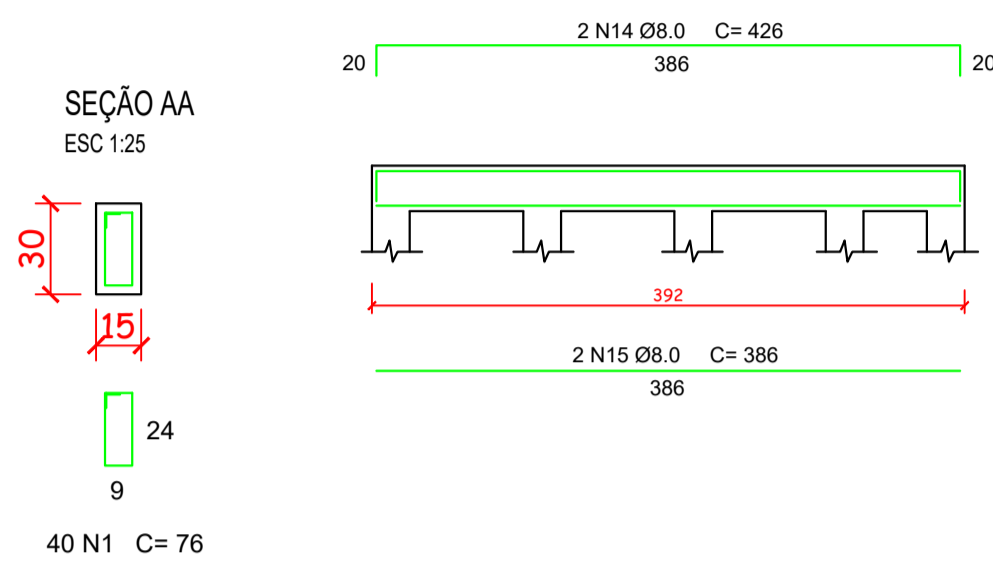 2 N14 Ø8.0 C= 426
20 386 20
SEÇÃO AA
ESC 1:25
30
15
392
2 N15 Ø8.0 C= 386
386
24
9
40 N1 C= 76